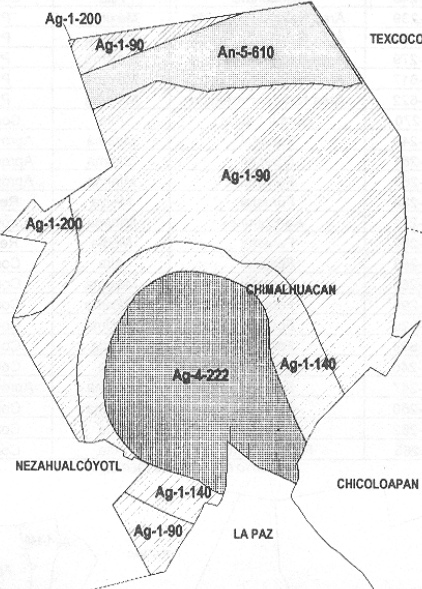 Ag-1-200
Ag-1-90
An-5-610
TEXCOCO
Ag-1-90
Ag-1-200
CHIMALHUACAN
Ag-4-222
Ag-1-140
NEZAHUALCÓYOTL
Ag-1-140
CHICOLOAPAN
Ag-1-90
LA PAZ